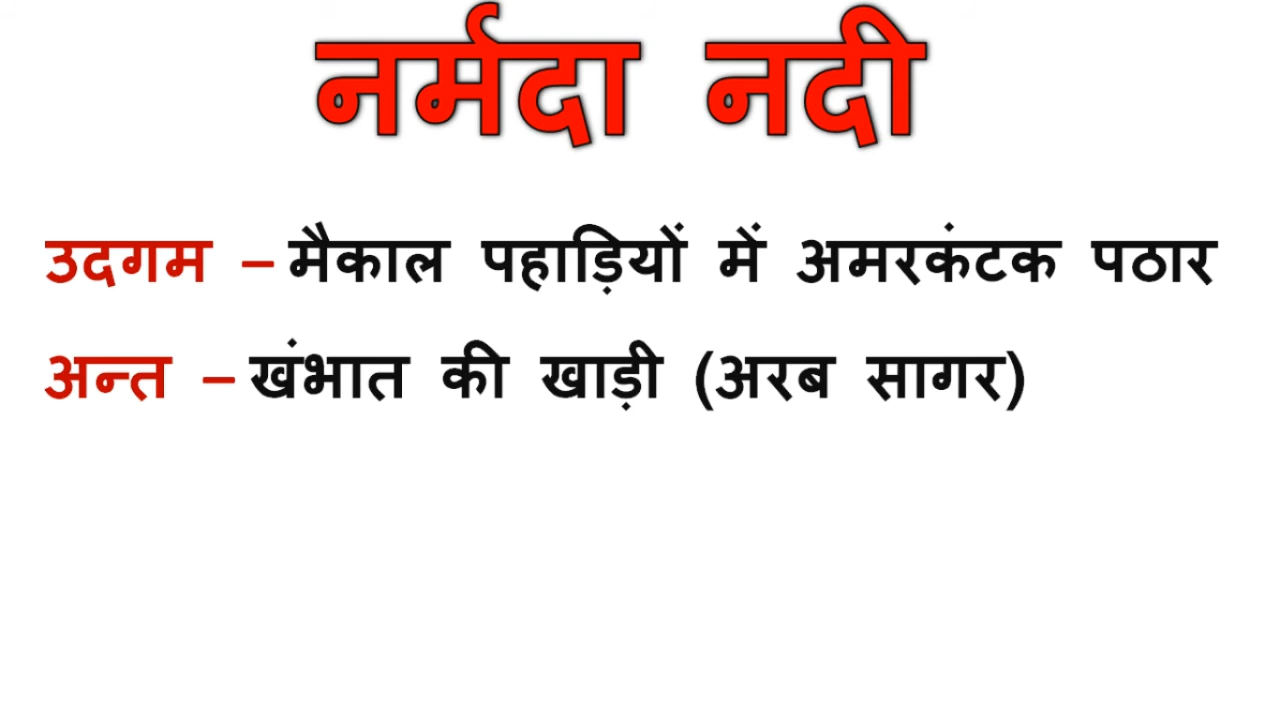 नर्मदा नदी
उदगम – मैकाल पहाड़ियों में अमरकंटक पठार
अन्त – खंभात की खाड़ी (अरब सागर)